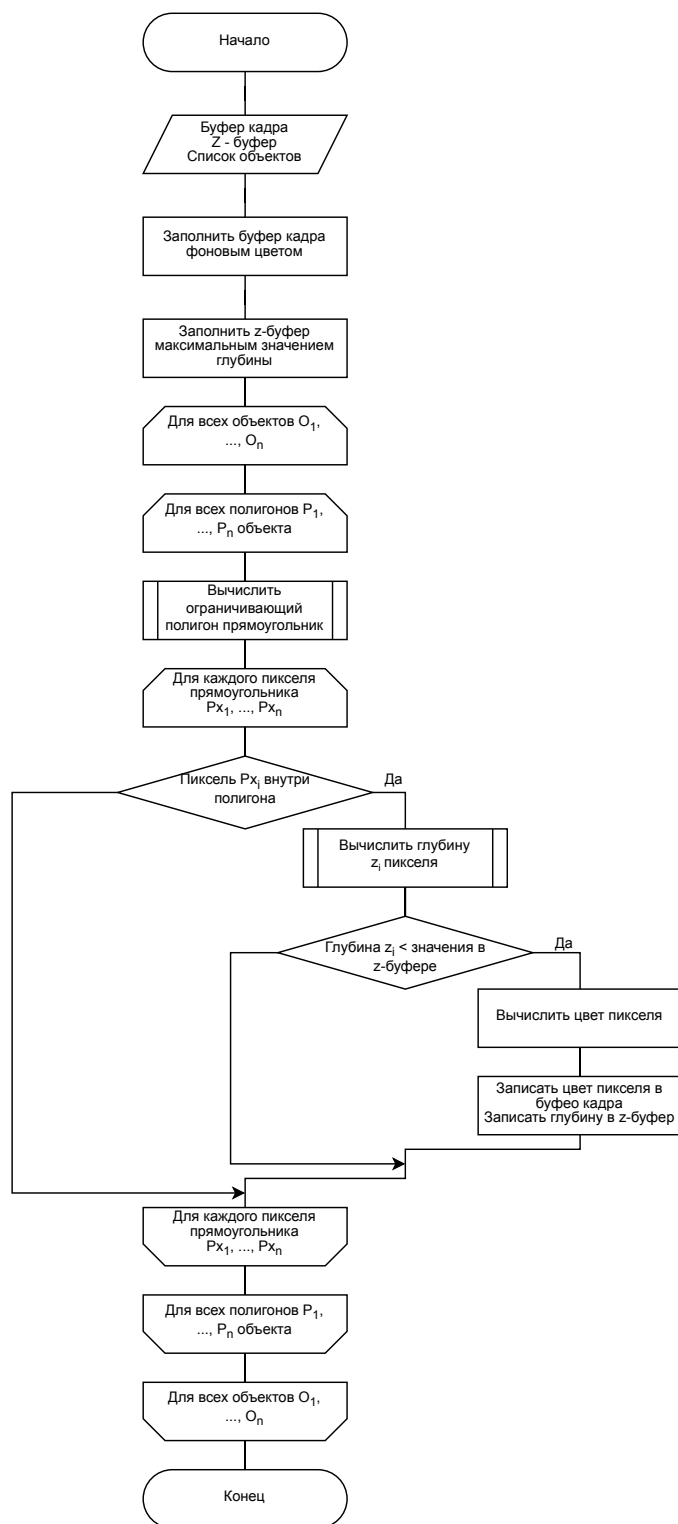 Начало
Буфер кадра
Z - буфер
Список объектов
Заполнить буфер кадра
фоновым цветом
Заполнить z-буфер
максимальным значением
глубины
Для всех объектов O₁,
..., Oₙ
Для всех полигонов P₁,
..., Pₙ объекта
Вычислить
ограничивающий
полигон прямоугольник
Для каждого пикселя
прямоугольника
Px₁, ..., Pxₙ
Пиксель Pxᵢ внутри
полигона
Да
Вычислить глубину
zᵢ пикселя
Глубина zᵢ < значения в
z-буфере
Да
Вычислить цвет пикселя
Записать цвет пикселя в
буфео кадра
Записать глубину в z-буфер
Для каждого пикселя
прямоугольника
Px₁, ..., Pxₙ
Для всех полигонов P₁,
..., Pₙ объекта
Для всех объектов O₁,
..., Oₙ
Конец